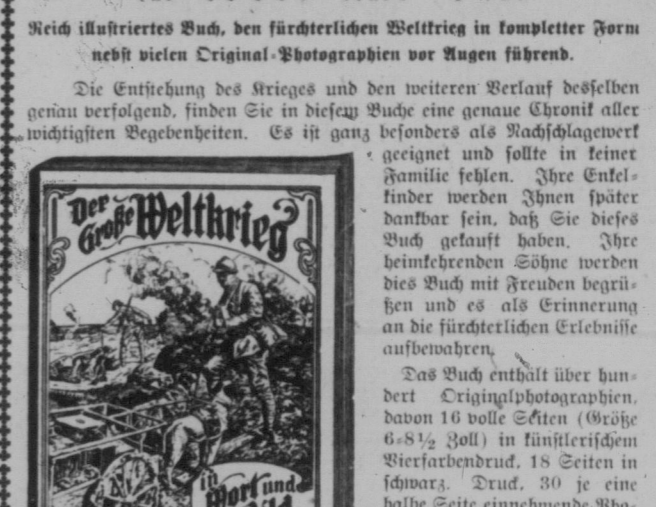 Reich illustriertes Buch, den fürchterlichen Weltkrieg in kompletter Form
nebst vielen Original-Photographien vor Augen führend.
Die Entstehung des Krieges und den weiteren Verlauf desselben
genau verfolgend, finden Sie in diesem Buche eine genaue Chronik aller
wichtigsten Begebenheiten. Es ist ganz besonders als Nachschlagewerk
geeignet und sollte in keiner
Familie fehlen. Ihre Enkel-
kinder werden Ihnen später
dankbar sein, daß Sie dieses
Buch gekauft haben. Ihre
heimkehrenden Söhne werden
dies Buch mit Freuden begrü-
ßen und es als Erinnerung
an die fürchterlichen Erlebnisse
aufbewahren.
Das Buch enthält über hun-
dert Originalphotographien,
davon 16 volle Seiten (Größe
6-8½ Zoll) in künstlerischem
Vierfarbendruck, 18 Seiten in
schwarz. Druck, 30 je eine
halbe Seite einnehmende Pho-
Der
Große Weltkrieg
in
Wort und